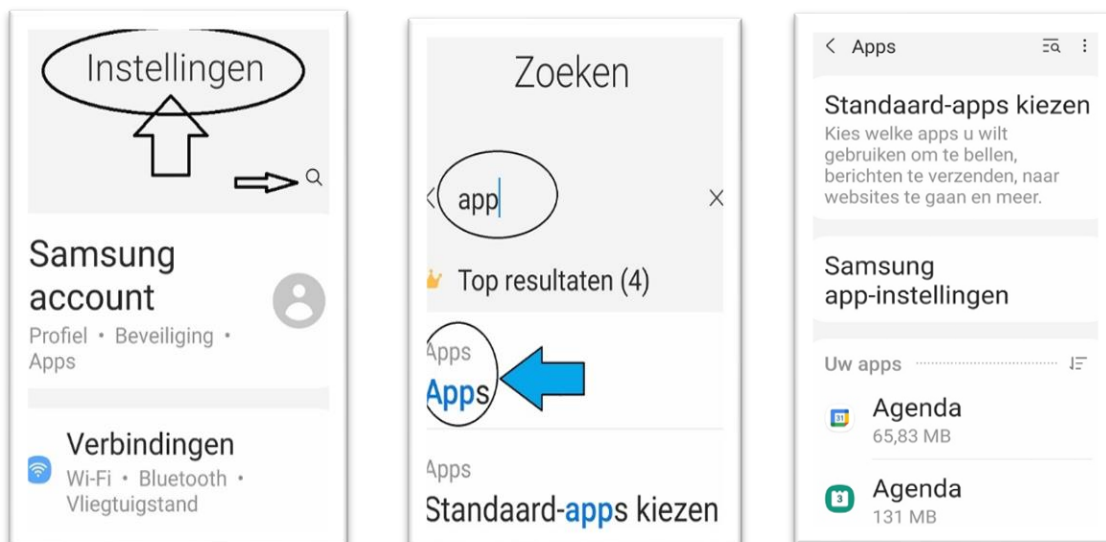 Instellingen
Samsung
account
Profiel • Beveiliging •
Apps
Verbindingen
Wi-Fi • Bluetooth •
Vliegtuigstand
Zoeken
app
Top resultaten (4)
Apps
Apps
Apps
Standaard-apps kiezen
Apps
Standaard-apps kiezen
Kies welke apps u wilt
gebruiken om te bellen,
berichten te verzenden, naar
websites te gaan en meer.
Samsung
app-instellingen
Uw apps
31 Agenda
65,83 MB
3 Agenda
131 MB